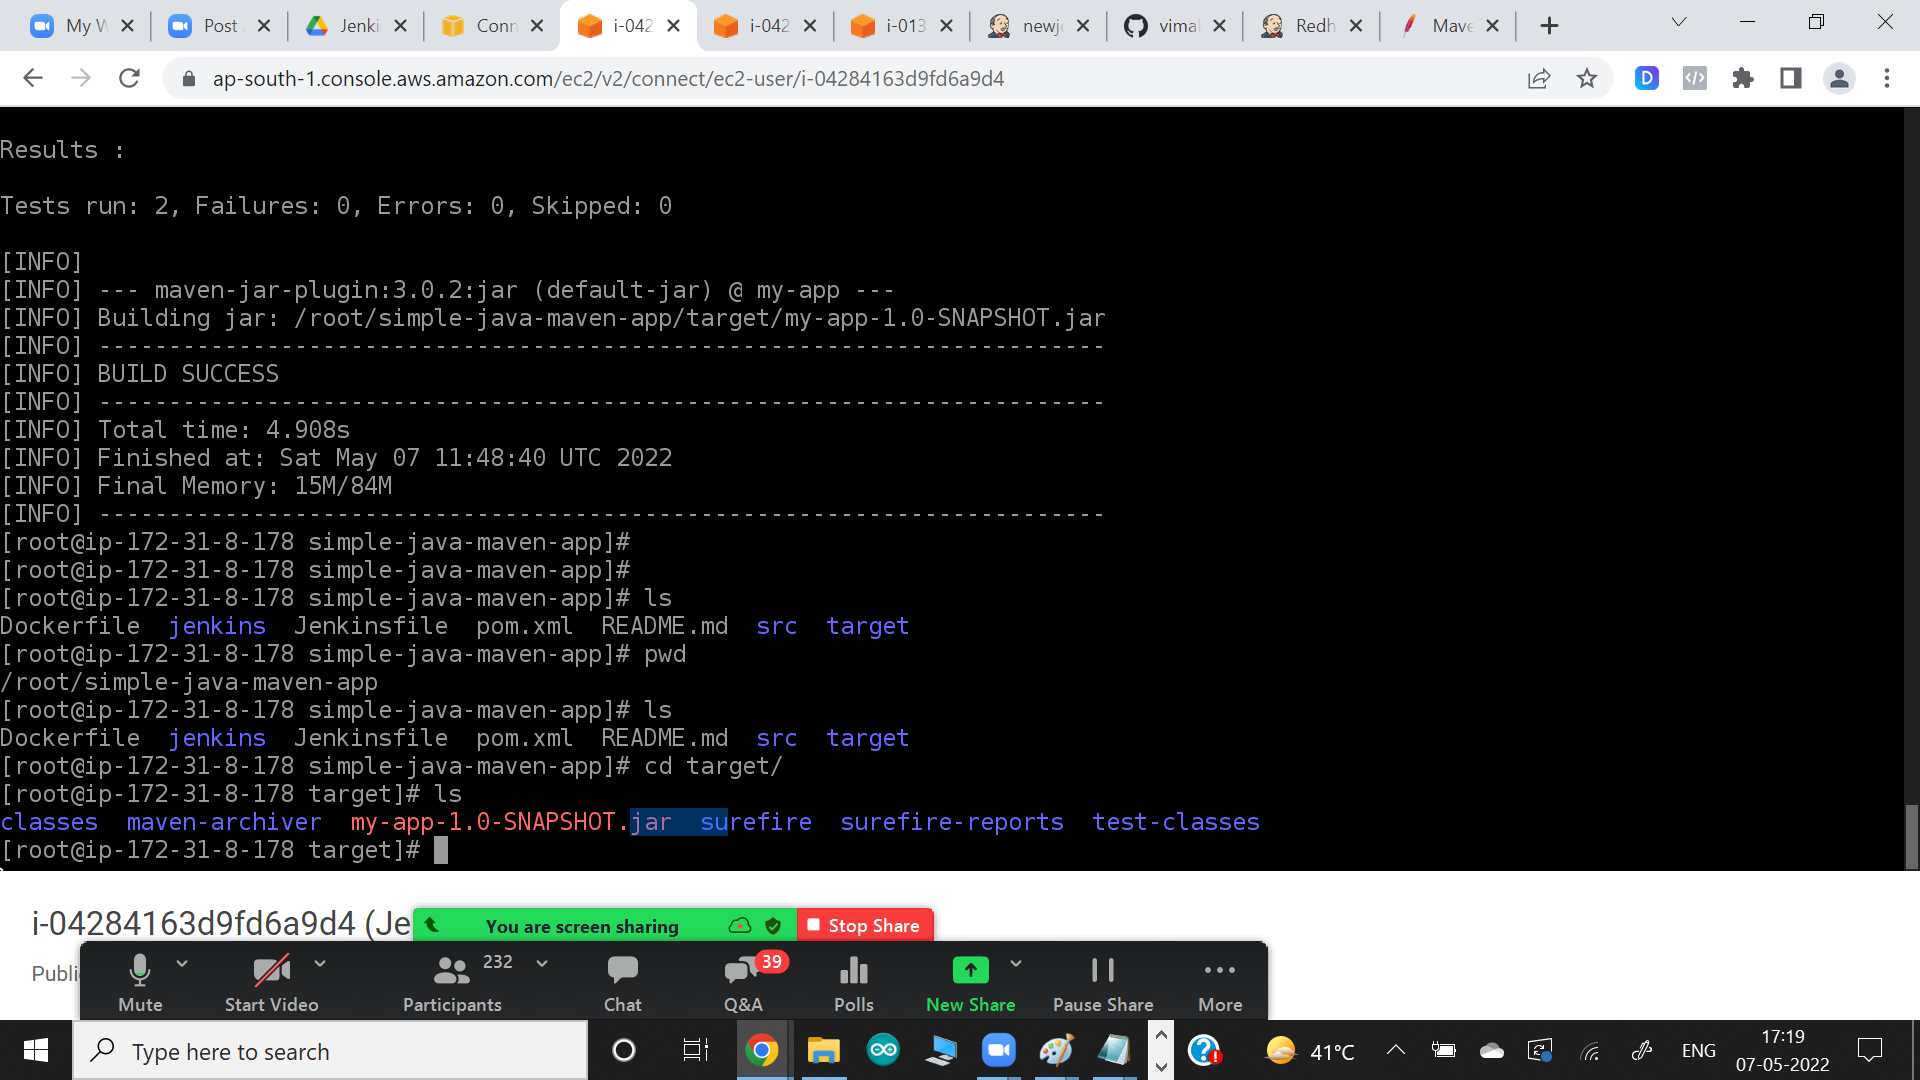 My W
Post
Jenki
Conn
i-042
i-042
i-013
newjo
vimal
Redh
Mave
ap-south-1.console.aws.amazon.com/ec2/v2/connect/ec2-user/i-04284163d9fd6a9d4
D
Results :
Tests run: 2, Failures: 0, Errors: 0, Skipped: 0
[INFO]
[INFO] --- maven-jar-plugin:3.0.2:jar (default-jar) @ my-app ---
[INFO] Building jar: /root/simple-java-maven-app/target/my-app-1.0-SNAPSHOT.jar
[INFO] ------------------------------------------------------------------------
[INFO] BUILD SUCCESS
[INFO] ------------------------------------------------------------------------
[INFO] Total time: 4.908s
[INFO] Finished at: Sat May 07 11:48:40 UTC 2022
[INFO] Final Memory: 15M/84M
[INFO] ------------------------------------------------------------------------
[root@ip-172-31-8-178 simple-java-maven-app]#
[root@ip-172-31-8-178 simple-java-maven-app]#
[root@ip-172-31-8-178 simple-java-maven-app]# ls
Dockerfile  jenkins  Jenkinsfile  pom.xml  README.md  src  target
[root@ip-172-31-8-178 simple-java-maven-app]# pwd
/root/simple-java-maven-app
[root@ip-172-31-8-178 simple-java-maven-app]# ls
Dockerfile  jenkins  Jenkinsfile  pom.xml  README.md  src  target
[root@ip-172-31-8-178 simple-java-maven-app]# cd target/
[root@ip-172-31-8-178 target]# ls
classes  maven-archiver  my-app-1.0-SNAPSHOT.jar  surefire  surefire-reports  test-classes
[root@ip-172-31-8-178 target]#
i-04284163d9fd6a9d4 (Je
You are screen sharing
Stop Share
Publi
232
39
Mute
Start Video
Participants
Chat
Q&A
Polls
New Share
Pause Share
More
Type here to search
41°C
ENG
17:19
07-05-2022